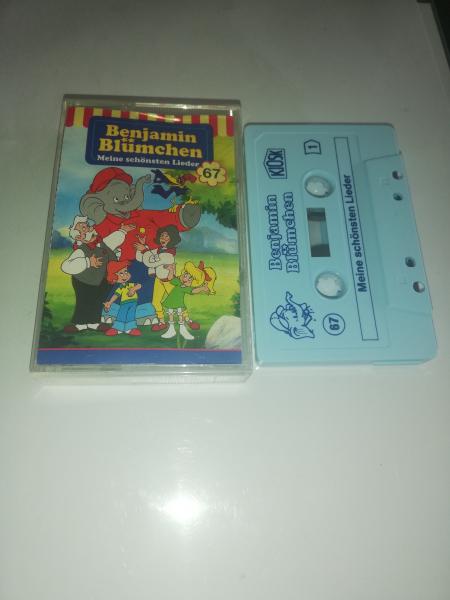 Benjamin
Blümchen
Meine schönsten Lieder
67
KIOSK
1
Benjamin
Blümchen
67
Meine schönsten Lieder